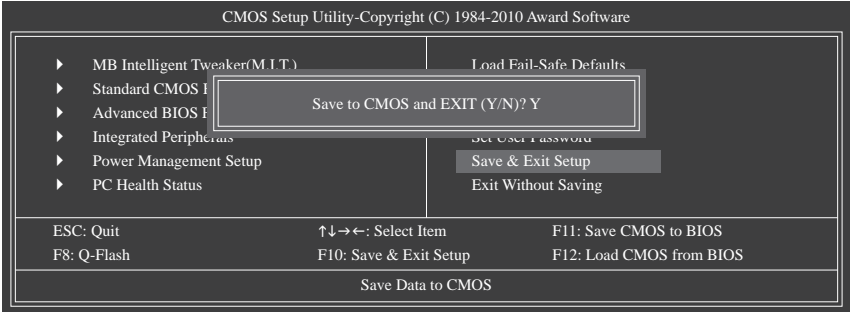 CMOS Setup Utility-Copyright (C) 1984-2010 Award Software
MB Intelligent Tweaker(M.I.T.)
Standard CMOS
Advanced BIOS
Integrated Peripherals
Power Management Setup
PC Health Status
Load Fail-Safe Defaults
Set User Password
Save & Exit Setup
Exit Without Saving
Save to CMOS and EXIT (Y/N)? Y
ESC: Quit ↑↓→←: Select Item F11: Save CMOS to BIOS
F8: Q-Flash F10: Save & Exit Setup F12: Load CMOS from BIOS
Save Data to CMOS